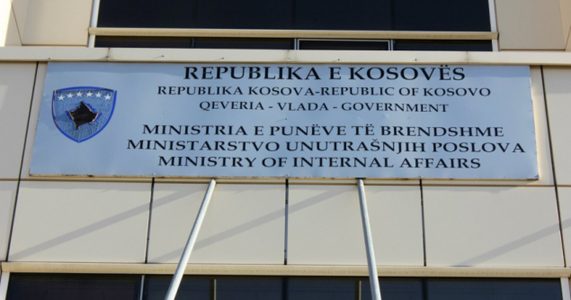 REPUBLIKA E KOSOVËS
REPUBLIKA KOSOVA-REPUBLIC OF KOSOVO
QEVERIA - VLADA - GOVERNMENT
MINISTRIA E PUNËVE TË BRENDSHME
MINISTARSTVO UNUTRAŠNJIH POSLOVA
MINISTRY OF INTERNAL AFFAIRS